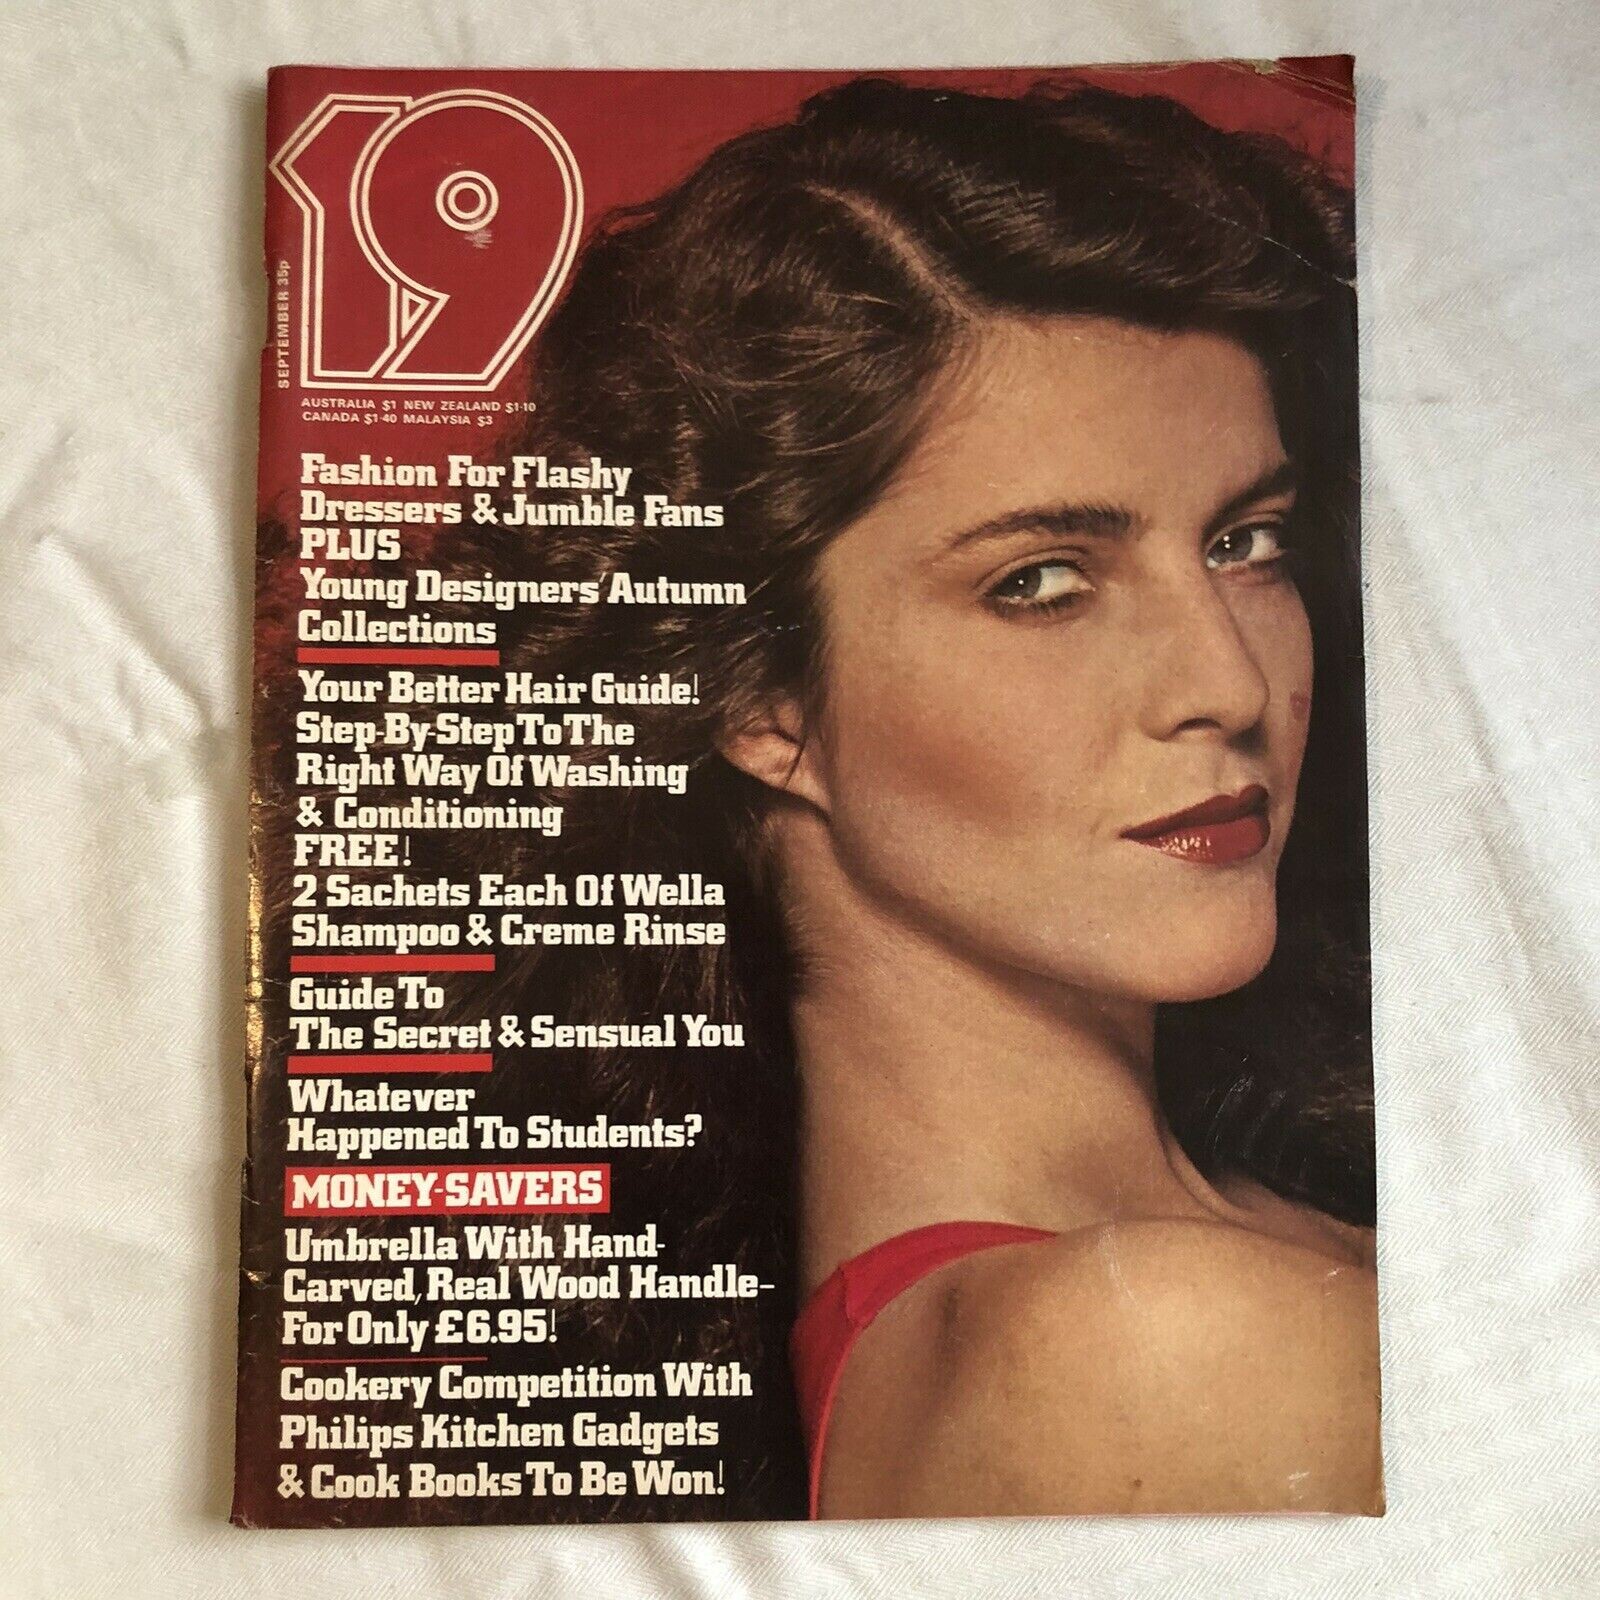 19
SEPTEMBER 35p
AUSTRALIA $1 NEW ZEALAND $1·10
CANADA $1·40 MALAYSIA $3
Fashion For Flashy
Dressers & Jumble Fans
PLUS
Young Designers' Autumn
Collections
Your Better Hair Guide!
Step-By-Step To The
Right Way Of Washing
& Conditioning
FREE!
2 Sachets Each Of Wella
Shampoo & Creme Rinse
Guide To
The Secret & Sensual You
Whatever
Happened To Students?
MONEY-SAVERS
Umbrella With Hand-
Carved, Real Wood Handle–
For Only £6.95!
Cookery Competition With
Philips Kitchen Gadgets
& Cook Books To Be Won!